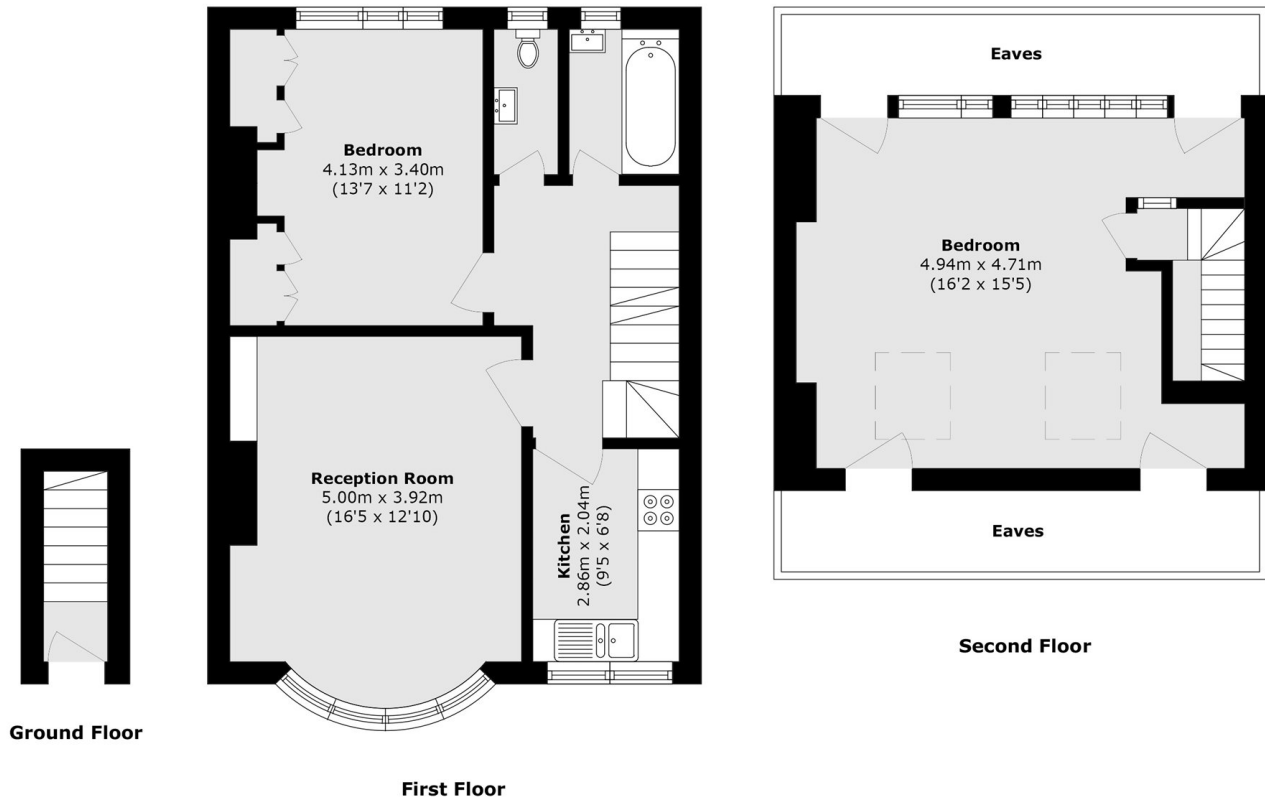 Eaves
Bedroom
4.13m x 3.40m
(13'7 x 11'2)
Bedroom
4.94m x 4.71m
(16'2 x 15'5)
Reception Room
5.00m x 3.92m
(16'5 x 12'10)
Kitchen
2.86m x 2.04m
(9'5 x 6'8)
Eaves
Second Floor
Ground Floor
First Floor